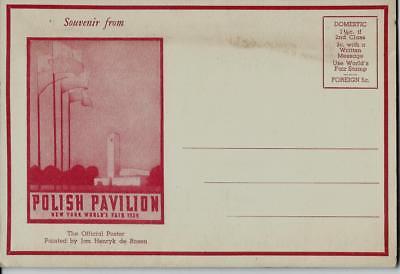 Souvenir from
DOMESTIC
1½c. if
2nd Class
3c. with a
Written
Message
Use World's
Fair Stamp
FOREIGN 5c.
POLISH PAVILION
NEW YORK WORLD'S FAIR 1939
The Official Poster
Painted by Jan Henryk de Rosen